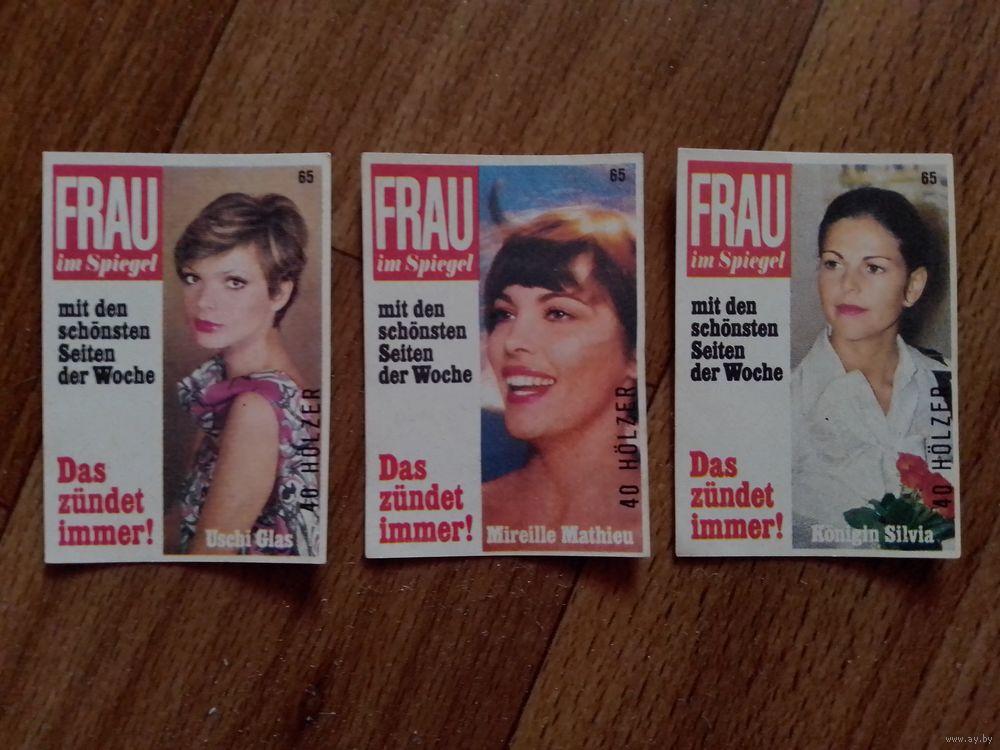 65
FRAU
im Spiegel
mit den
schönsten
Seiten
der Woche
40 HÖLZER
Das
zündet
immer!
Uschi Glas
65
FRAU
im Spiegel
mit den
schönsten
Seiten
der Woche
40 HÖLZER
Das
zündet
immer!
Mireille Mathieu
65
FRAU
im Spiegel
mit den
schönsten
Seiten
der Woche
40 HÖLZER
Das
zündet
immer!
Königin Silvia
www.ay.by